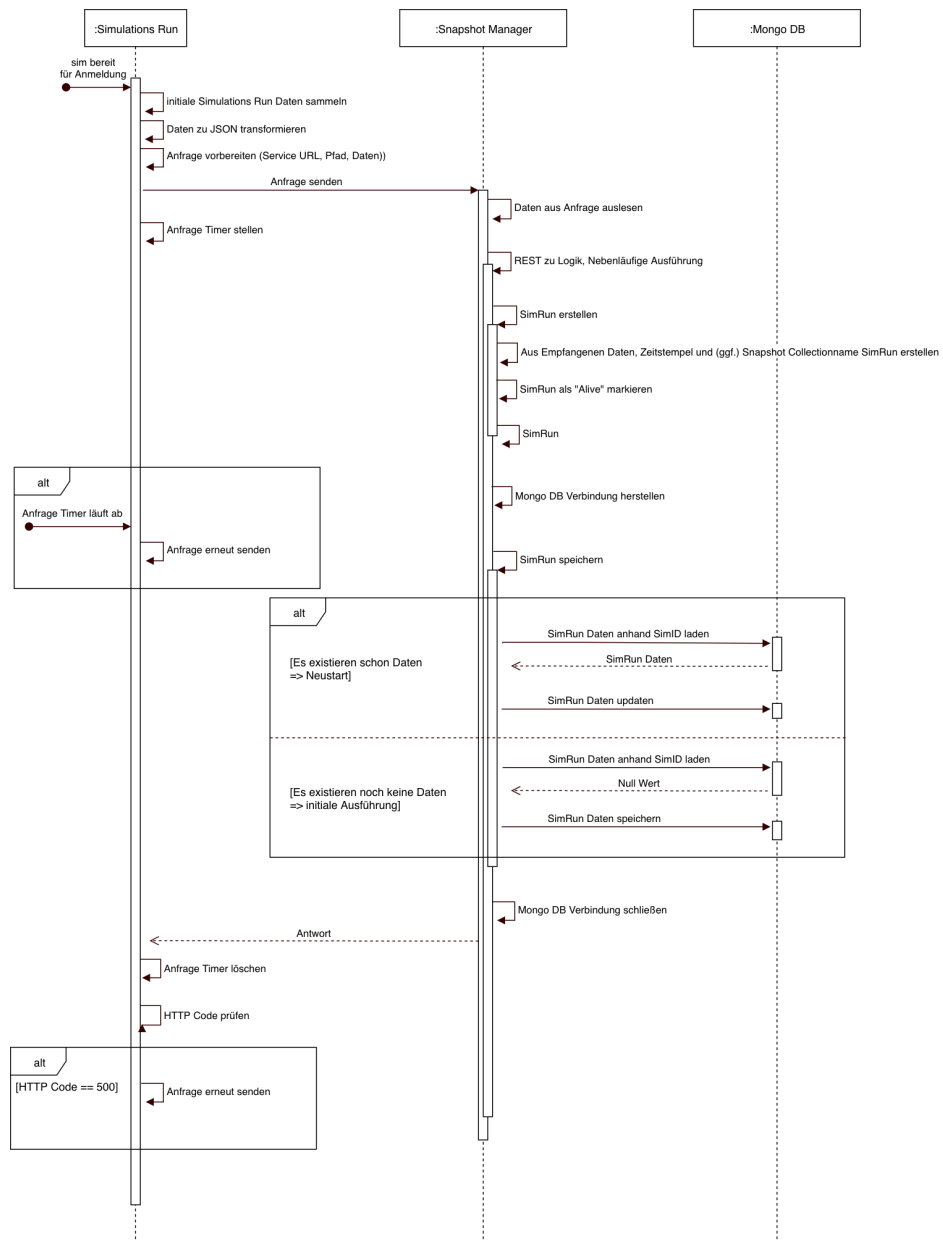 :Simulations Run
:Snapshot Manager
:Mongo DB
sim bereit
für Anmeldung
initiale Simulations Run Daten sammeln
Daten zu JSON transformieren
Anfrage vorbereiten (Service URL, Pfad, Daten))
Anfrage senden
Daten aus Anfrage auslesen
Anfrage Timer stellen
REST zu Logik, Nebenläufige Ausführung
SimRun erstellen
Aus Empfangenen Daten, Zeitstempel und (ggf.) Snapshot Collectionname SimRun erstellen
SimRun als "Alive" markieren
SimRun
alt
Mongo DB Verbindung herstellen
Anfrage Timer läuft ab
Anfrage erneut senden
SimRun speichern
alt
SimRun Daten anhand SimID laden
[Es existieren schon Daten
=> Neustart]
SimRun Daten
SimRun Daten updaten
SimRun Daten anhand SimID laden
Null Wert
[Es existieren noch keine Daten
=> initiale Ausführung]
SimRun Daten speichern
Mongo DB Verbindung schließen
Antwort
Anfrage Timer löschen
HTTP Code prüfen
alt
[HTTP Code == 500]
Anfrage erneut senden